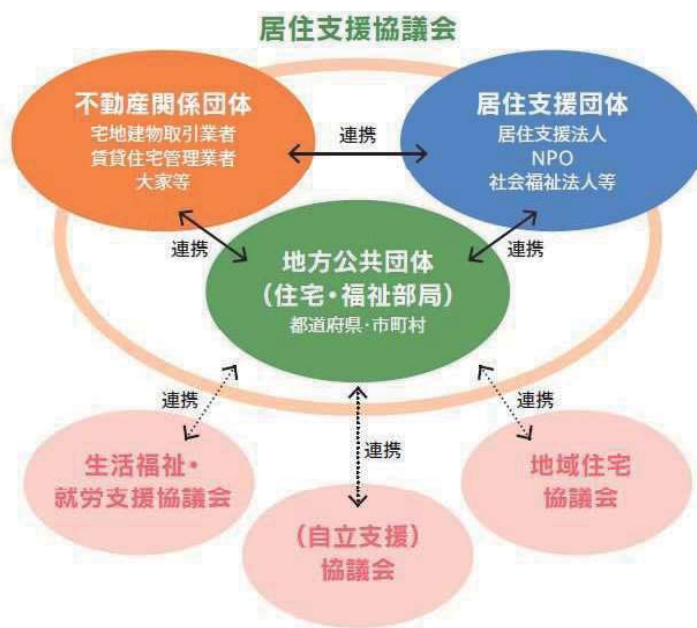 居住支援協議会
不動産関係団体
宅地建物取引業者
賃貸住宅管理業者
大家等
連携
居住支援団体
居住支援法人
NPO
社会福祉法人等
連携
連携
地方公共団体
（住宅・福祉部局）
都道府県・市町村
連携
連携
連携
生活福祉・
就労支援協議会
（自立支援）
協議会
地域住宅
協議会